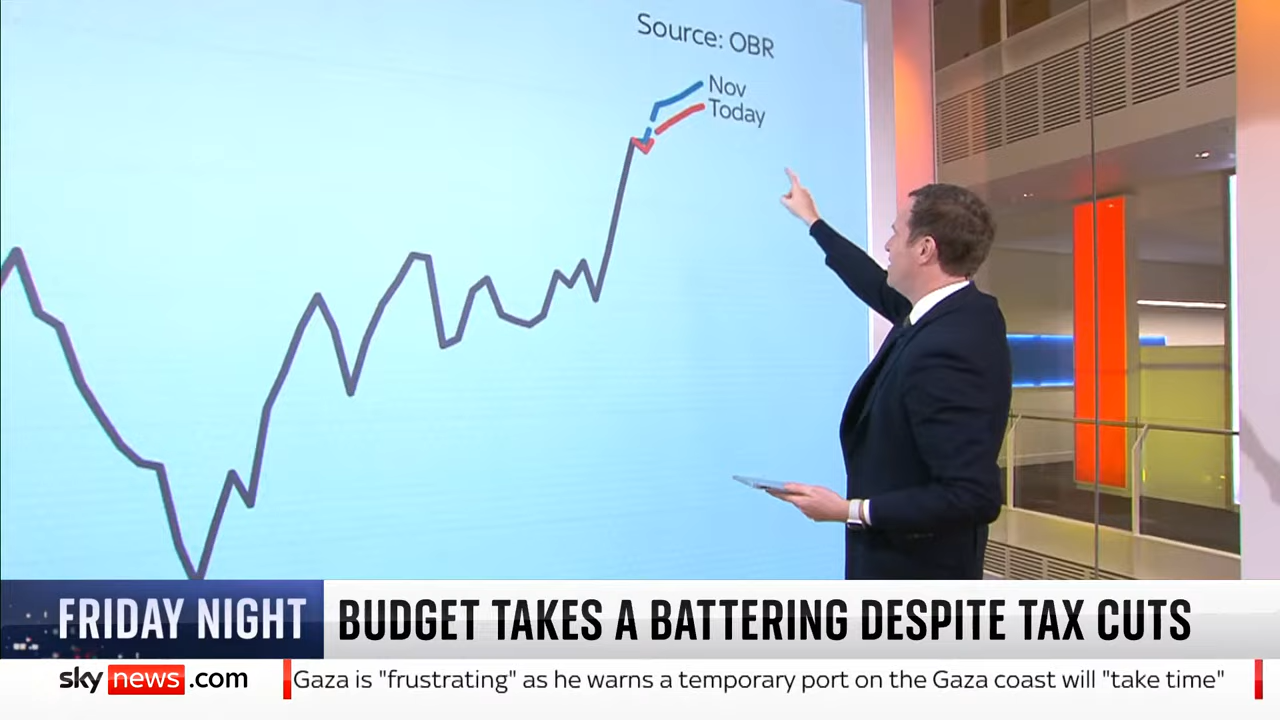 Source: OBR
Nov
Today
FRIDAY NIGHT
BUDGET TAKES A BATTERING DESPITE TAX CUTS
sky news.com
Gaza is "frustrating" as he warns a temporary port on the Gaza coast will "take time"